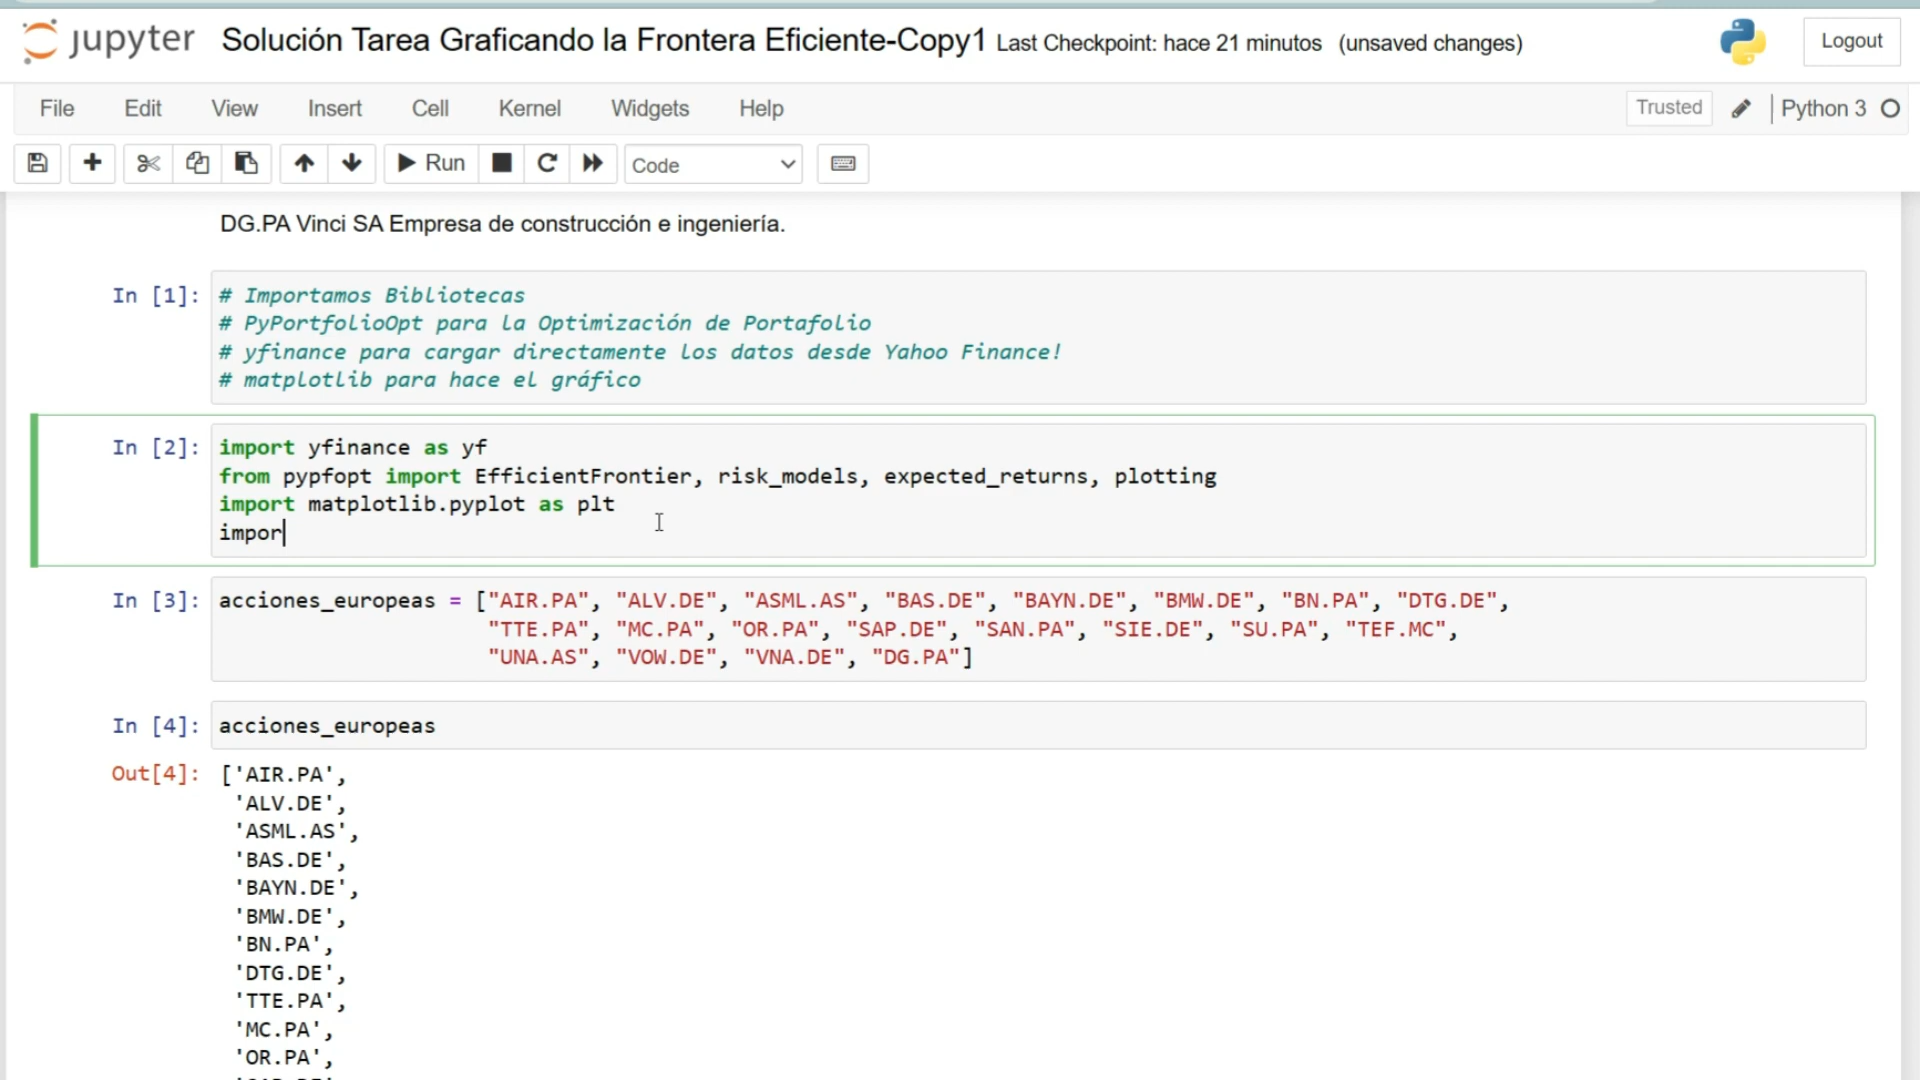 jupyter Solución Tarea Graficando la Frontera Eficiente-Copy1 Last Checkpoint: hace 21 minutos (unsaved changes) Logout
File Edit View Insert Cell Kernel Widgets Help Trusted Python 3
Run Code
DG.PA Vinci SA Empresa de construcción e ingeniería.
In [1]: # Importamos Bibliotecas
# PyPortfolioOpt para la Optimización de Portafolio
# yfinance para cargar directamente los datos desde Yahoo Finance!
# matplotlib para hace el gráfico
In [2]: import yfinance as yf
from pypfopt import EfficientFrontier, risk_models, expected_returns, plotting
import matplotlib.pyplot as plt
impor
In [3]: acciones_europeas = ["AIR.PA", "ALV.DE", "ASML.AS", "BAS.DE", "BAYN.DE", "BMW.DE", "BN.PA", "DTG.DE",
"TTE.PA", "MC.PA", "OR.PA", "SAP.DE", "SAN.PA", "SIE.DE", "SU.PA", "TEF.MC",
"UNA.AS", "VOW.DE", "VNA.DE", "DG.PA"]
In [4]: acciones_europeas
Out[4]: ['AIR.PA',
'ALV.DE',
'ASML.AS',
'BAS.DE',
'BAYN.DE',
'BMW.DE',
'BN.PA',
'DTG.DE',
'TTE.PA',
'MC.PA',
'OR.PA',